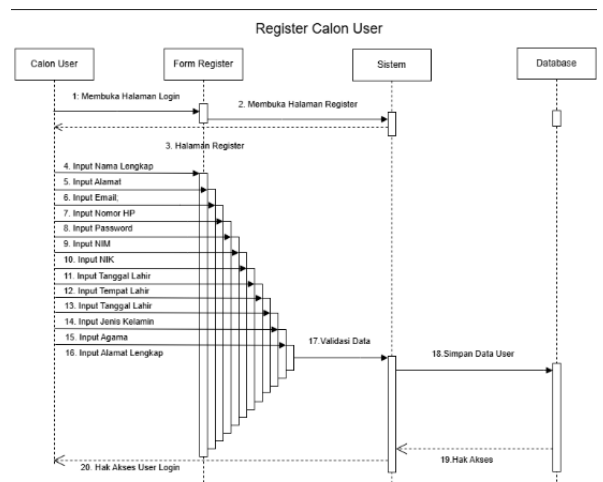 Register Calon User
Calon User
Form Register
Sistem
Database
1: Membuka Halaman Login
2. Membuka Halaman Register
3. Halaman Register
4. Input Nama Lengkap
5. Input Alamat
6. Input Email;
7. Input Nomor HP
8. Input Password
9. Input NIM
10. Input NIK
11. Input Tanggal Lahir
12. Input Tempat Lahir
13. Input Tanggal Lahir
14. Input Jenis Kelamin
15. Input Agama
16. Input Alamat Lengkap
17.Validasi Data
18.Simpan Data User
19.Hak Akses
20. Hak Akses User Login